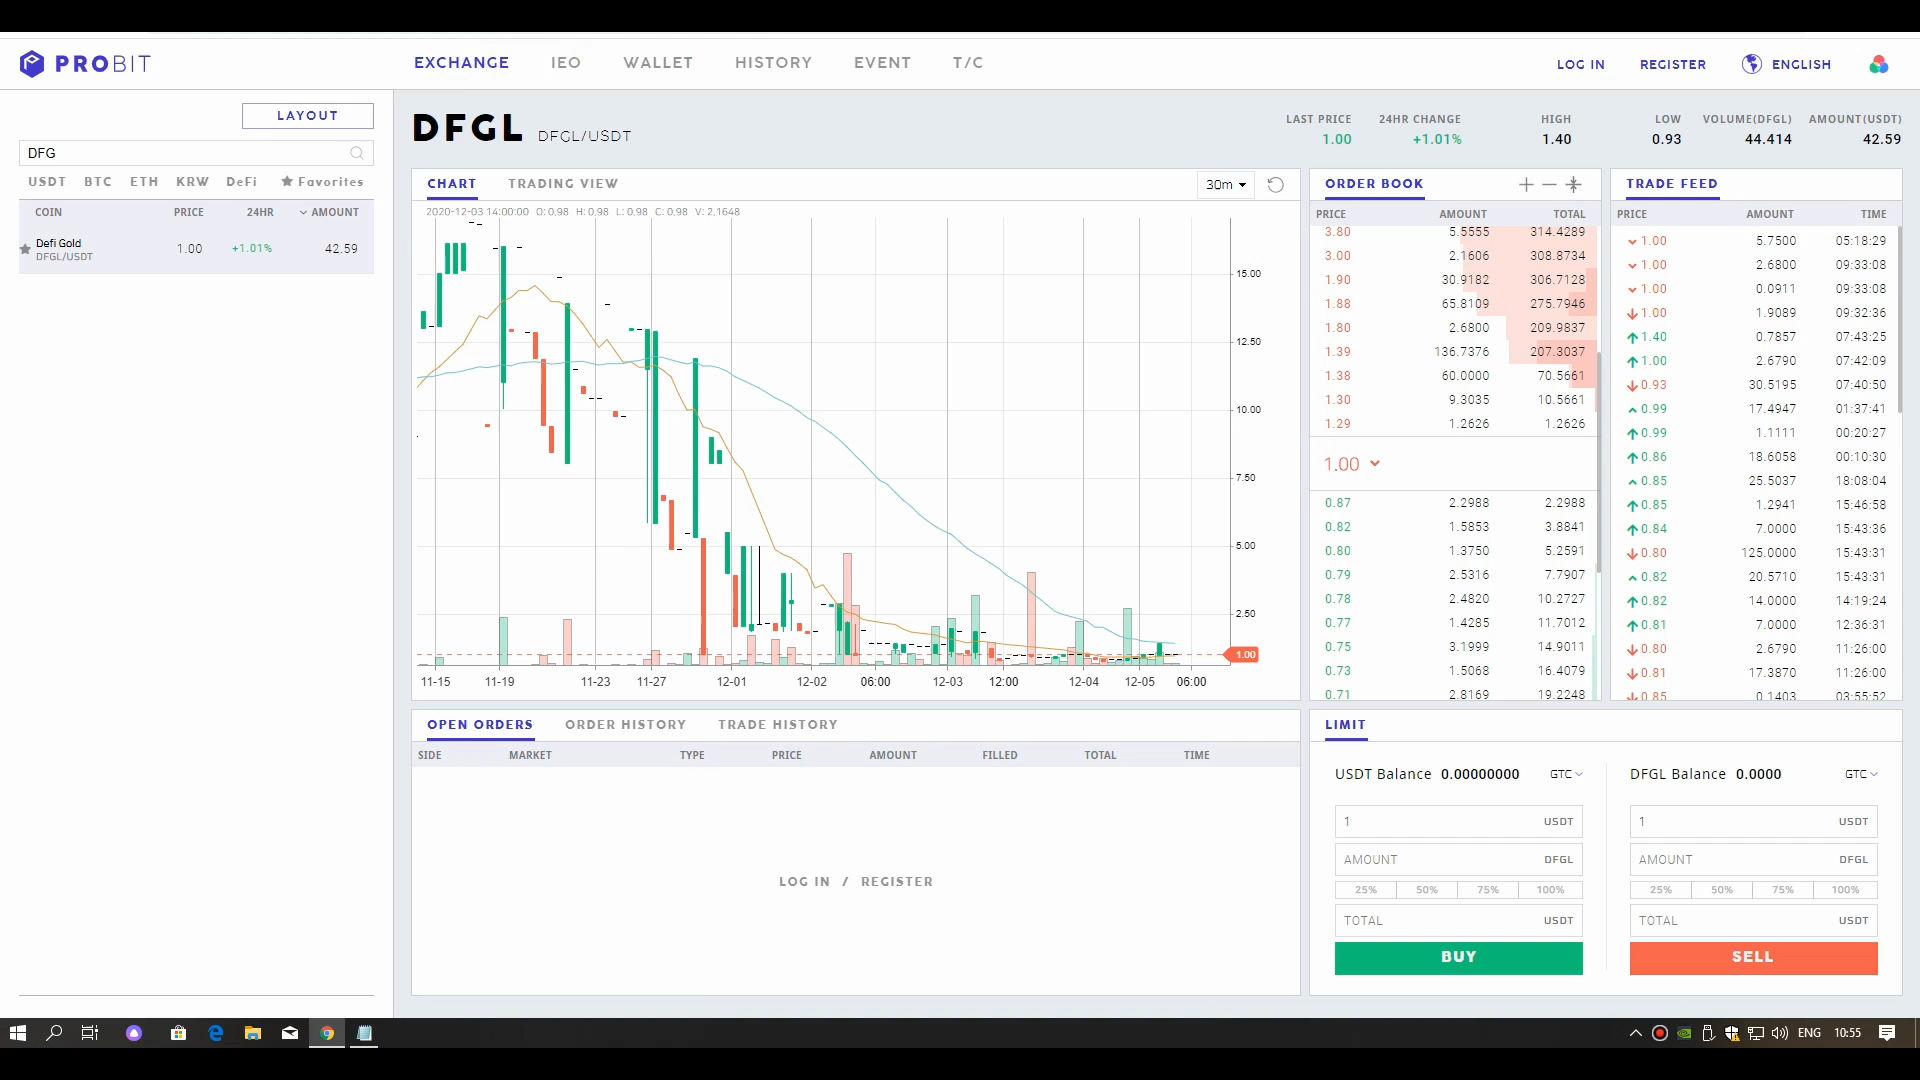 PROBIT
EXCHANGE IEO WALLET HISTORY EVENT T/C
LOG IN REGISTER ENGLISH
LAYOUT
DFG
USDT BTC ETH KRW DeFi Favorites
COIN PRICE 24HR AMOUNT
Defi Gold
DFGL/USDT
1.00 +1.01% 42.59
DFGL DFGL/USDT
LAST PRICE 24HR CHANGE HIGH LOW VOLUME(DFGL) AMOUNT(USDT)
1.00 +1.01% 1.40 0.93 44.414 42.59
CHART TRADING VIEW 30m
2020-12-03 14:00:00 O: 0.98 H: 0.98 L: 0.98 C: 0.98 V: 2.1648
15.00
12.50
10.00
7.50
5.00
2.50
1.00
11-15 11-19 11-23 11-27 12-01 12-02 06:00 12-03 12:00 12-04 12-05 06:00
ORDER BOOK
PRICE AMOUNT TOTAL
3.80 5.5555 314.4289
3.00 2.1606 308.8734
1.90 30.9182 306.7128
1.88 65.8109 275.7946
1.80 2.6800 209.9837
1.39 136.7376 207.3037
1.38 60.0000 70.5661
1.30 9.3035 10.5661
1.29 1.2626 1.2626
1.00
0.87 2.2988 2.2988
0.82 1.5853 3.8841
0.80 1.3750 5.2591
0.79 2.5316 7.7907
0.78 2.4820 10.2727
0.77 1.4285 11.7012
0.75 3.1999 14.9011
0.73 1.5068 16.4079
0.71 2.8169 19.2248
TRADE FEED
PRICE AMOUNT TIME
1.00 5.7500 05:18:29
1.00 2.6800 09:33:08
1.00 0.0911 09:33:08
1.00 1.9089 09:32:36
1.40 0.7857 07:43:25
1.00 2.6790 07:42:09
0.93 30.5195 07:40:50
0.99 17.4947 01:37:41
0.99 1.1111 00:20:27
0.86 18.6058 00:10:30
0.85 25.5037 18:08:04
0.85 1.2941 15:46:58
0.84 7.0000 15:43:36
0.80 125.0000 15:43:31
0.82 20.5710 15:43:31
0.82 14.0000 14:19:24
0.81 7.0000 12:36:31
0.80 2.6790 11:26:00
0.81 17.3870 11:26:00
0.85 0.1403 03:55:52
OPEN ORDERS ORDER HISTORY TRADE HISTORY
SIDE MARKET TYPE PRICE AMOUNT FILLED TOTAL TIME
LOG IN / REGISTER
LIMIT
USDT Balance 0.00000000 GTC
1 USDT
AMOUNT DFGL
25% 50% 75% 100%
TOTAL USDT
BUY
DFGL Balance 0.0000 GTC
1 USDT
AMOUNT DFGL
25% 50% 75% 100%
TOTAL USDT
SELL
ENG 10:55